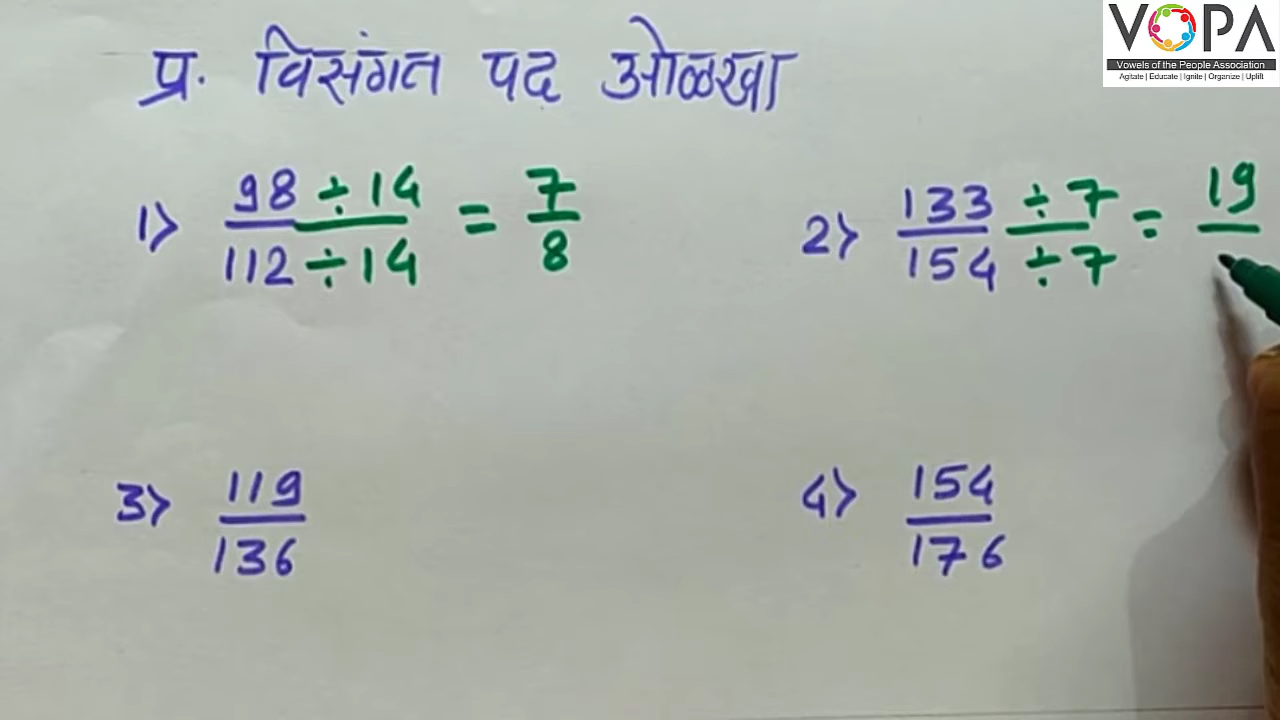 VOPA
Vowels of the People Association
Agitate | Educate | Ignite | Organize | Uplift
प्र. विसंगत पद ओळखा
1> 98 ÷ 14 / 112 ÷ 14 = 7 / 8
2> 133 ÷ 7 / 154 ÷ 7 = 19 /
3> 119 / 136
4> 154 / 176